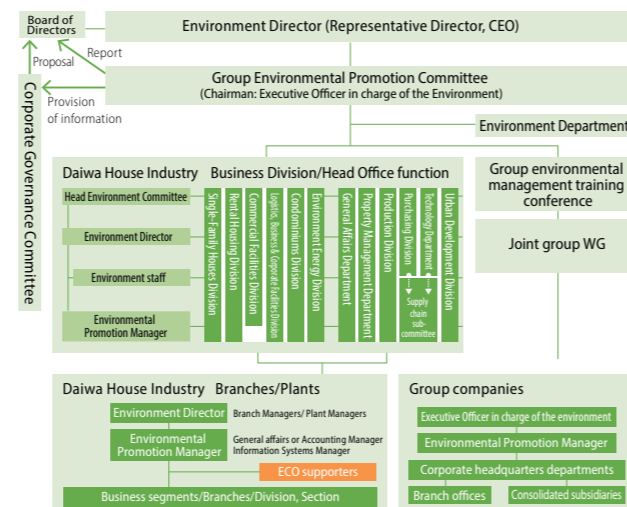 Board of
Directors
Environment Director (Representative Director, CEO)
Report
Proposal
Group Environmental Promotion Committee
(Chairman: Executive Officer in charge of the Environment)
Provision
of information
Corporate Governance Committee
Environment Department
Daiwa House Industry Business Division/Head Office function
Head Environment Committee
Environment Director
Environment staff
Environmental
Promotion Manager
Single-Family Houses Division
Rental Housing Division
Commercial Facilities Division
Logistics, Business & Corporate Facilities Division
Condominiums Division
Environment Energy Division
General Affairs Department
Property Management Department
Production Division
Purchasing Division
Technology Department
Supply
chain
sub-
committee
Urban Development Division
Group environmental
management training
conference
Joint group WG
Daiwa House Industry Branches/Plants
Environment Director
Branch Managers/ Plant Managers
Environmental
Promotion Manager
General affairs or Accounting Manager
Information Systems Manager
ECO supporters
Business segments/Branches/Division, Section
Group companies
Executive Officer in charge of the environment
Environmental Promotion Manager
Corporate headquarters departments
Branch offices
Consolidated subsidiaries